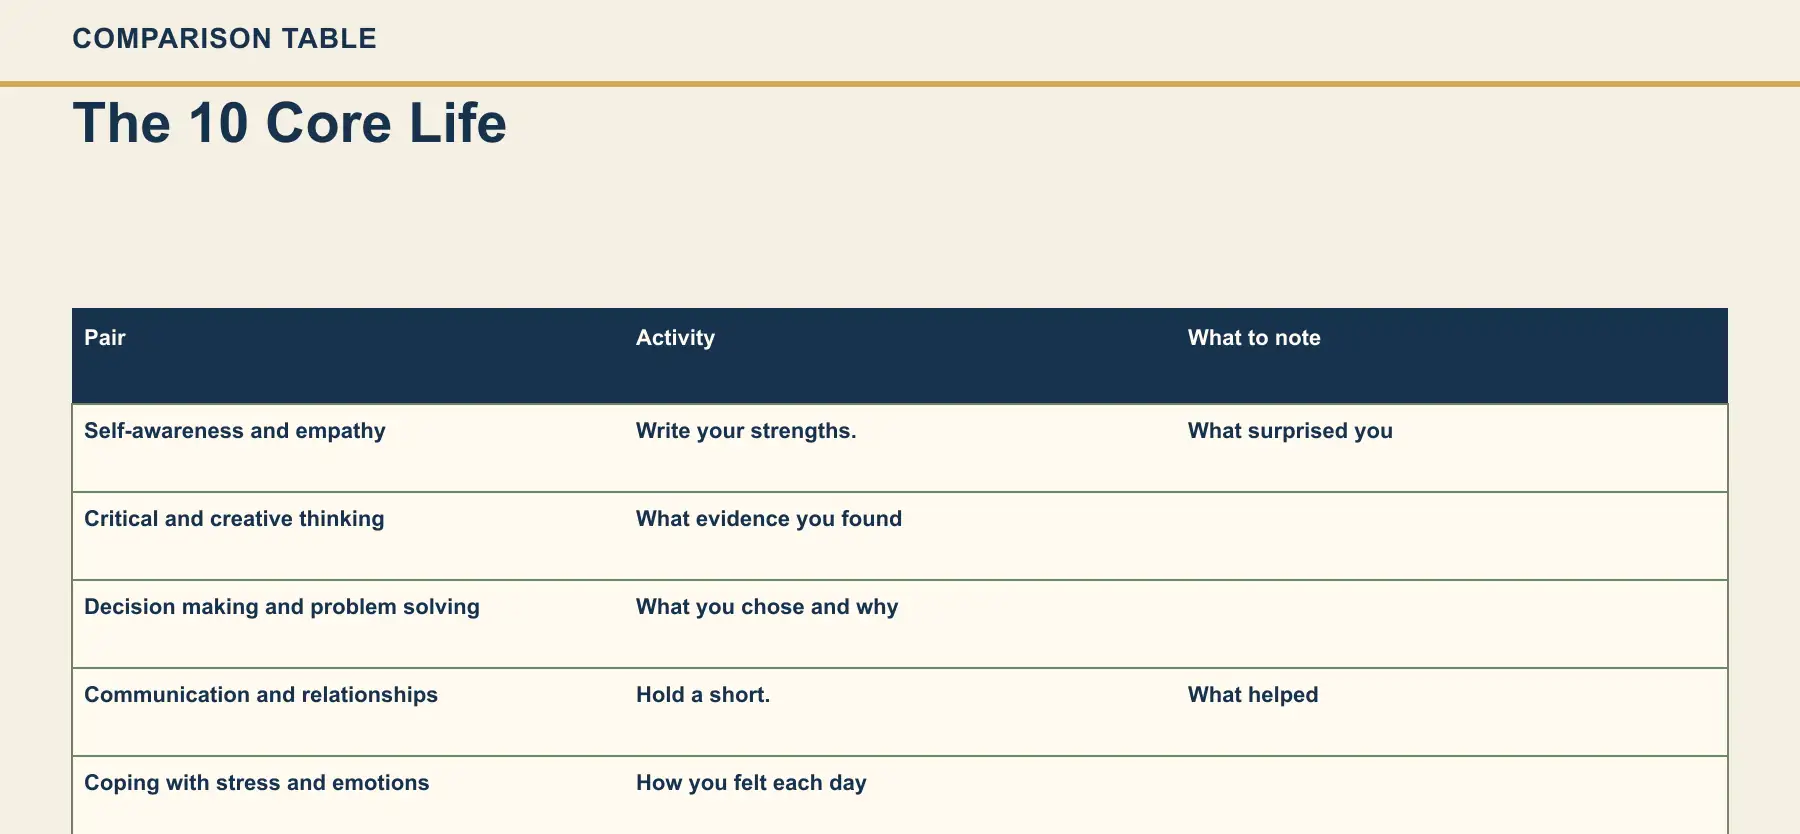 COMPARISON TABLE
The 10 Core Life
Pair Activity What to note
Self-awareness and empathy Write your strengths. What surprised you
Critical and creative thinking What evidence you found
Decision making and problem solving What you chose and why
Communication and relationships Hold a short. What helped
Coping with stress and emotions How you felt each day